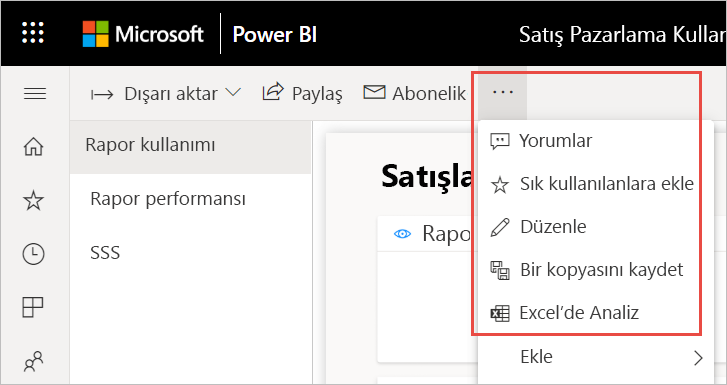 Microsoft Power BI Satış Pazarlama Kullar
Dışarı aktar Paylaş Abonelik ...
Rapor kullanımı
Rapor performansı
SSS
Satışla
Rapo
Yorumlar
Sık kullanılanlara ekle
Düzenle
Bir kopyasını kaydet
Excel'de Analiz
Ekle